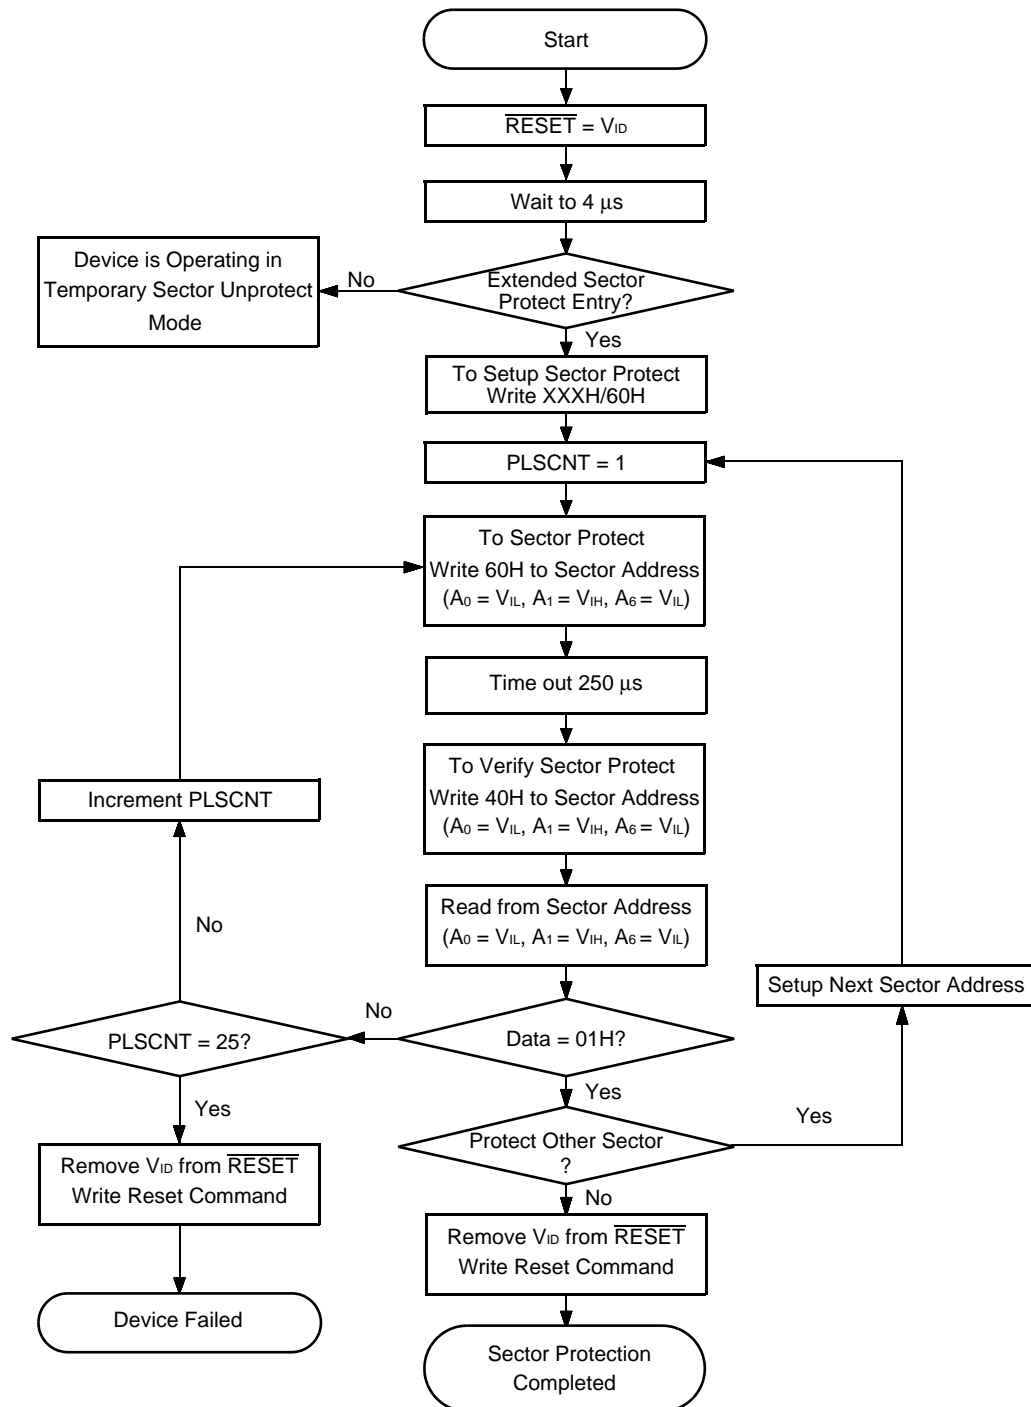 Start
RESET = VID
Wait to 4 μs
Device is Operating in
Temporary Sector Unprotect
Mode
No
Extended Sector
Protect Entry?
Yes
To Setup Sector Protect
Write XXXH/60H
PLSCNT = 1
To Sector Protect
Write 60H to Sector Address
(A0 = VIL, A1 = VIH, A6 = VIL)
Time out 250 μs
To Verify Sector Protect
Write 40H to Sector Address
(A0 = VIL, A1 = VIH, A6 = VIL)
Increment PLSCNT
Read from Sector Address
(A0 = VIL, A1 = VIH, A6 = VIL)
No
Setup Next Sector Address
No
PLSCNT = 25?
Data = 01H?
Yes
Yes
Yes
Protect Other Sector
?
Remove VID from RESET
Write Reset Command
No
Remove VID from RESET
Write Reset Command
Device Failed
Sector Protection
Completed